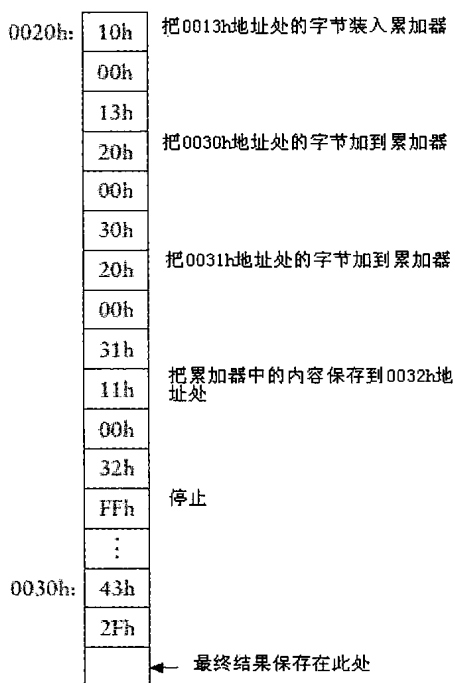 0020h: 10h 把0013h地址处的字节装入累加器
00h
13h
20h 把0030h地址处的字节加到累加器
00h
30h
20h 把0031h地址处的字节加到累加器
00h
31h
11h 把累加器中的内容保存到0032h地
址处
00h
32h
FFh 停止
⋮
0030h: 43h
2Fh
最终结果保存在此处